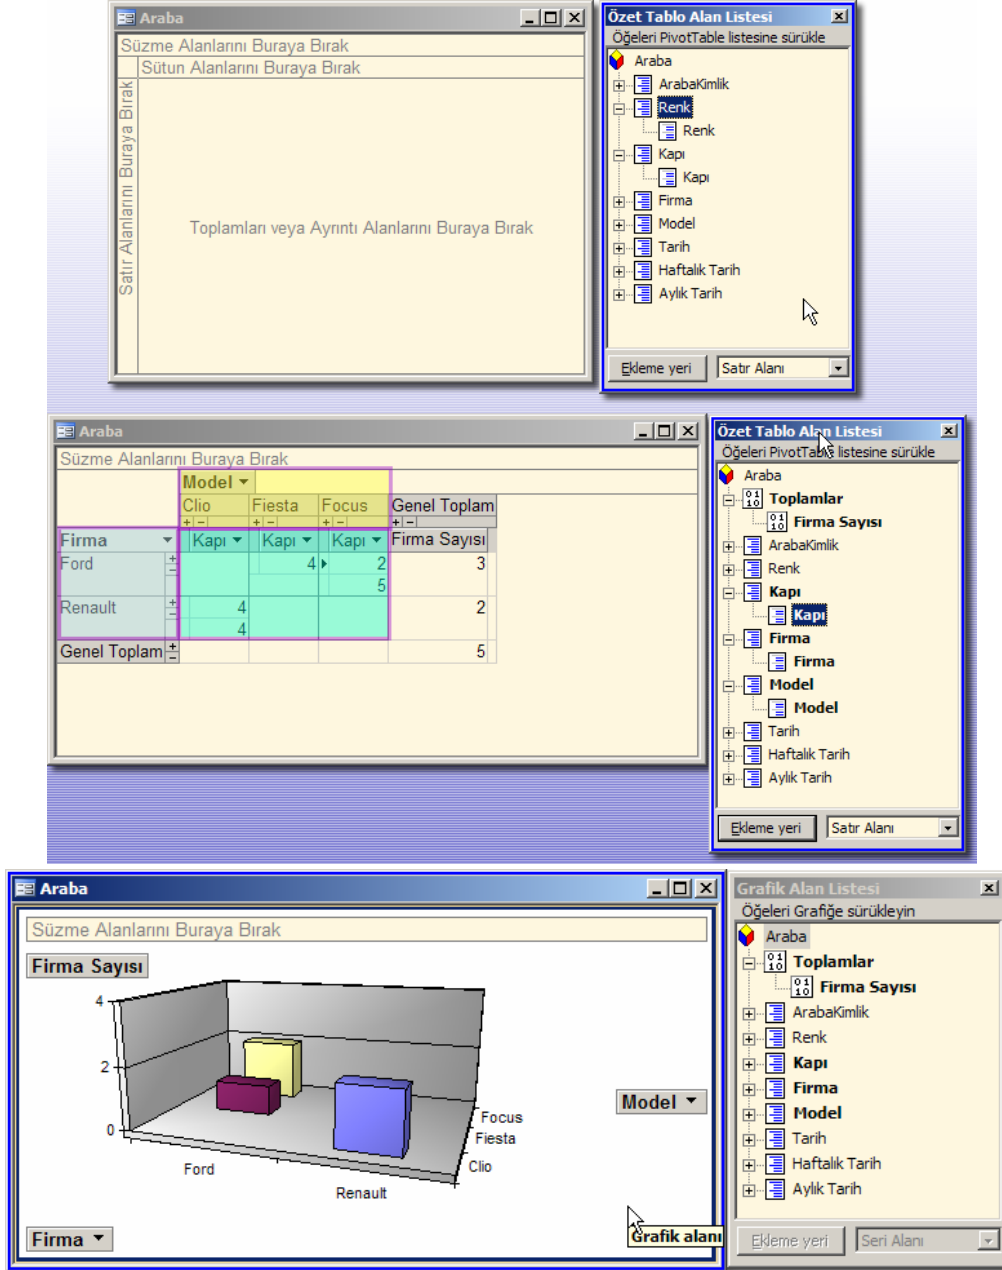 Araba
Süzme Alanlarını Buraya Bırak
Sütun Alanlarını Buraya Bırak
Satır Alanlarını Buraya Bırak
Toplamları veya Ayrıntı Alanlarını Buraya Bırak
Özet Tablo Alan Listesi
Öğeleri PivotTable listesine sürükle
Araba
ArabaKimlik
Renk
Renk
Kapı
Kapı
Firma
Model
Tarih
Haftalık Tarih
Aylık Tarih
Ekleme yeri Satır Alanı
Araba
Süzme Alanlarını Buraya Bırak
Model
Clio Fiesta Focus Genel Toplam
Firma Kapı Kapı Kapı Firma Sayısı
Ford 4 2 3
5
Renault 4 2
4
Genel Toplam 5
Özet Tablo Alan Listesi
Öğeleri PivotTable listesine sürükle
Araba
Toplamlar
Firma Sayısı
ArabaKimlik
Renk
Kapı
Kapı
Firma
Firma
Model
Model
Tarih
Haftalık Tarih
Aylık Tarih
Ekleme yeri Satır Alanı
Araba
Süzme Alanlarını Buraya Bırak
Firma Sayısı
4
2
0
Ford
Renault
Focus
Fiesta
Clio
Model
Firma
Grafik alanı
Grafik Alan Listesi
Öğeleri Grafiğe sürükleyin
Araba
Toplamlar
Firma Sayısı
ArabaKimlik
Renk
Kapı
Firma
Model
Tarih
Haftalık Tarih
Aylık Tarih
Ekleme yeri Seri Alanı